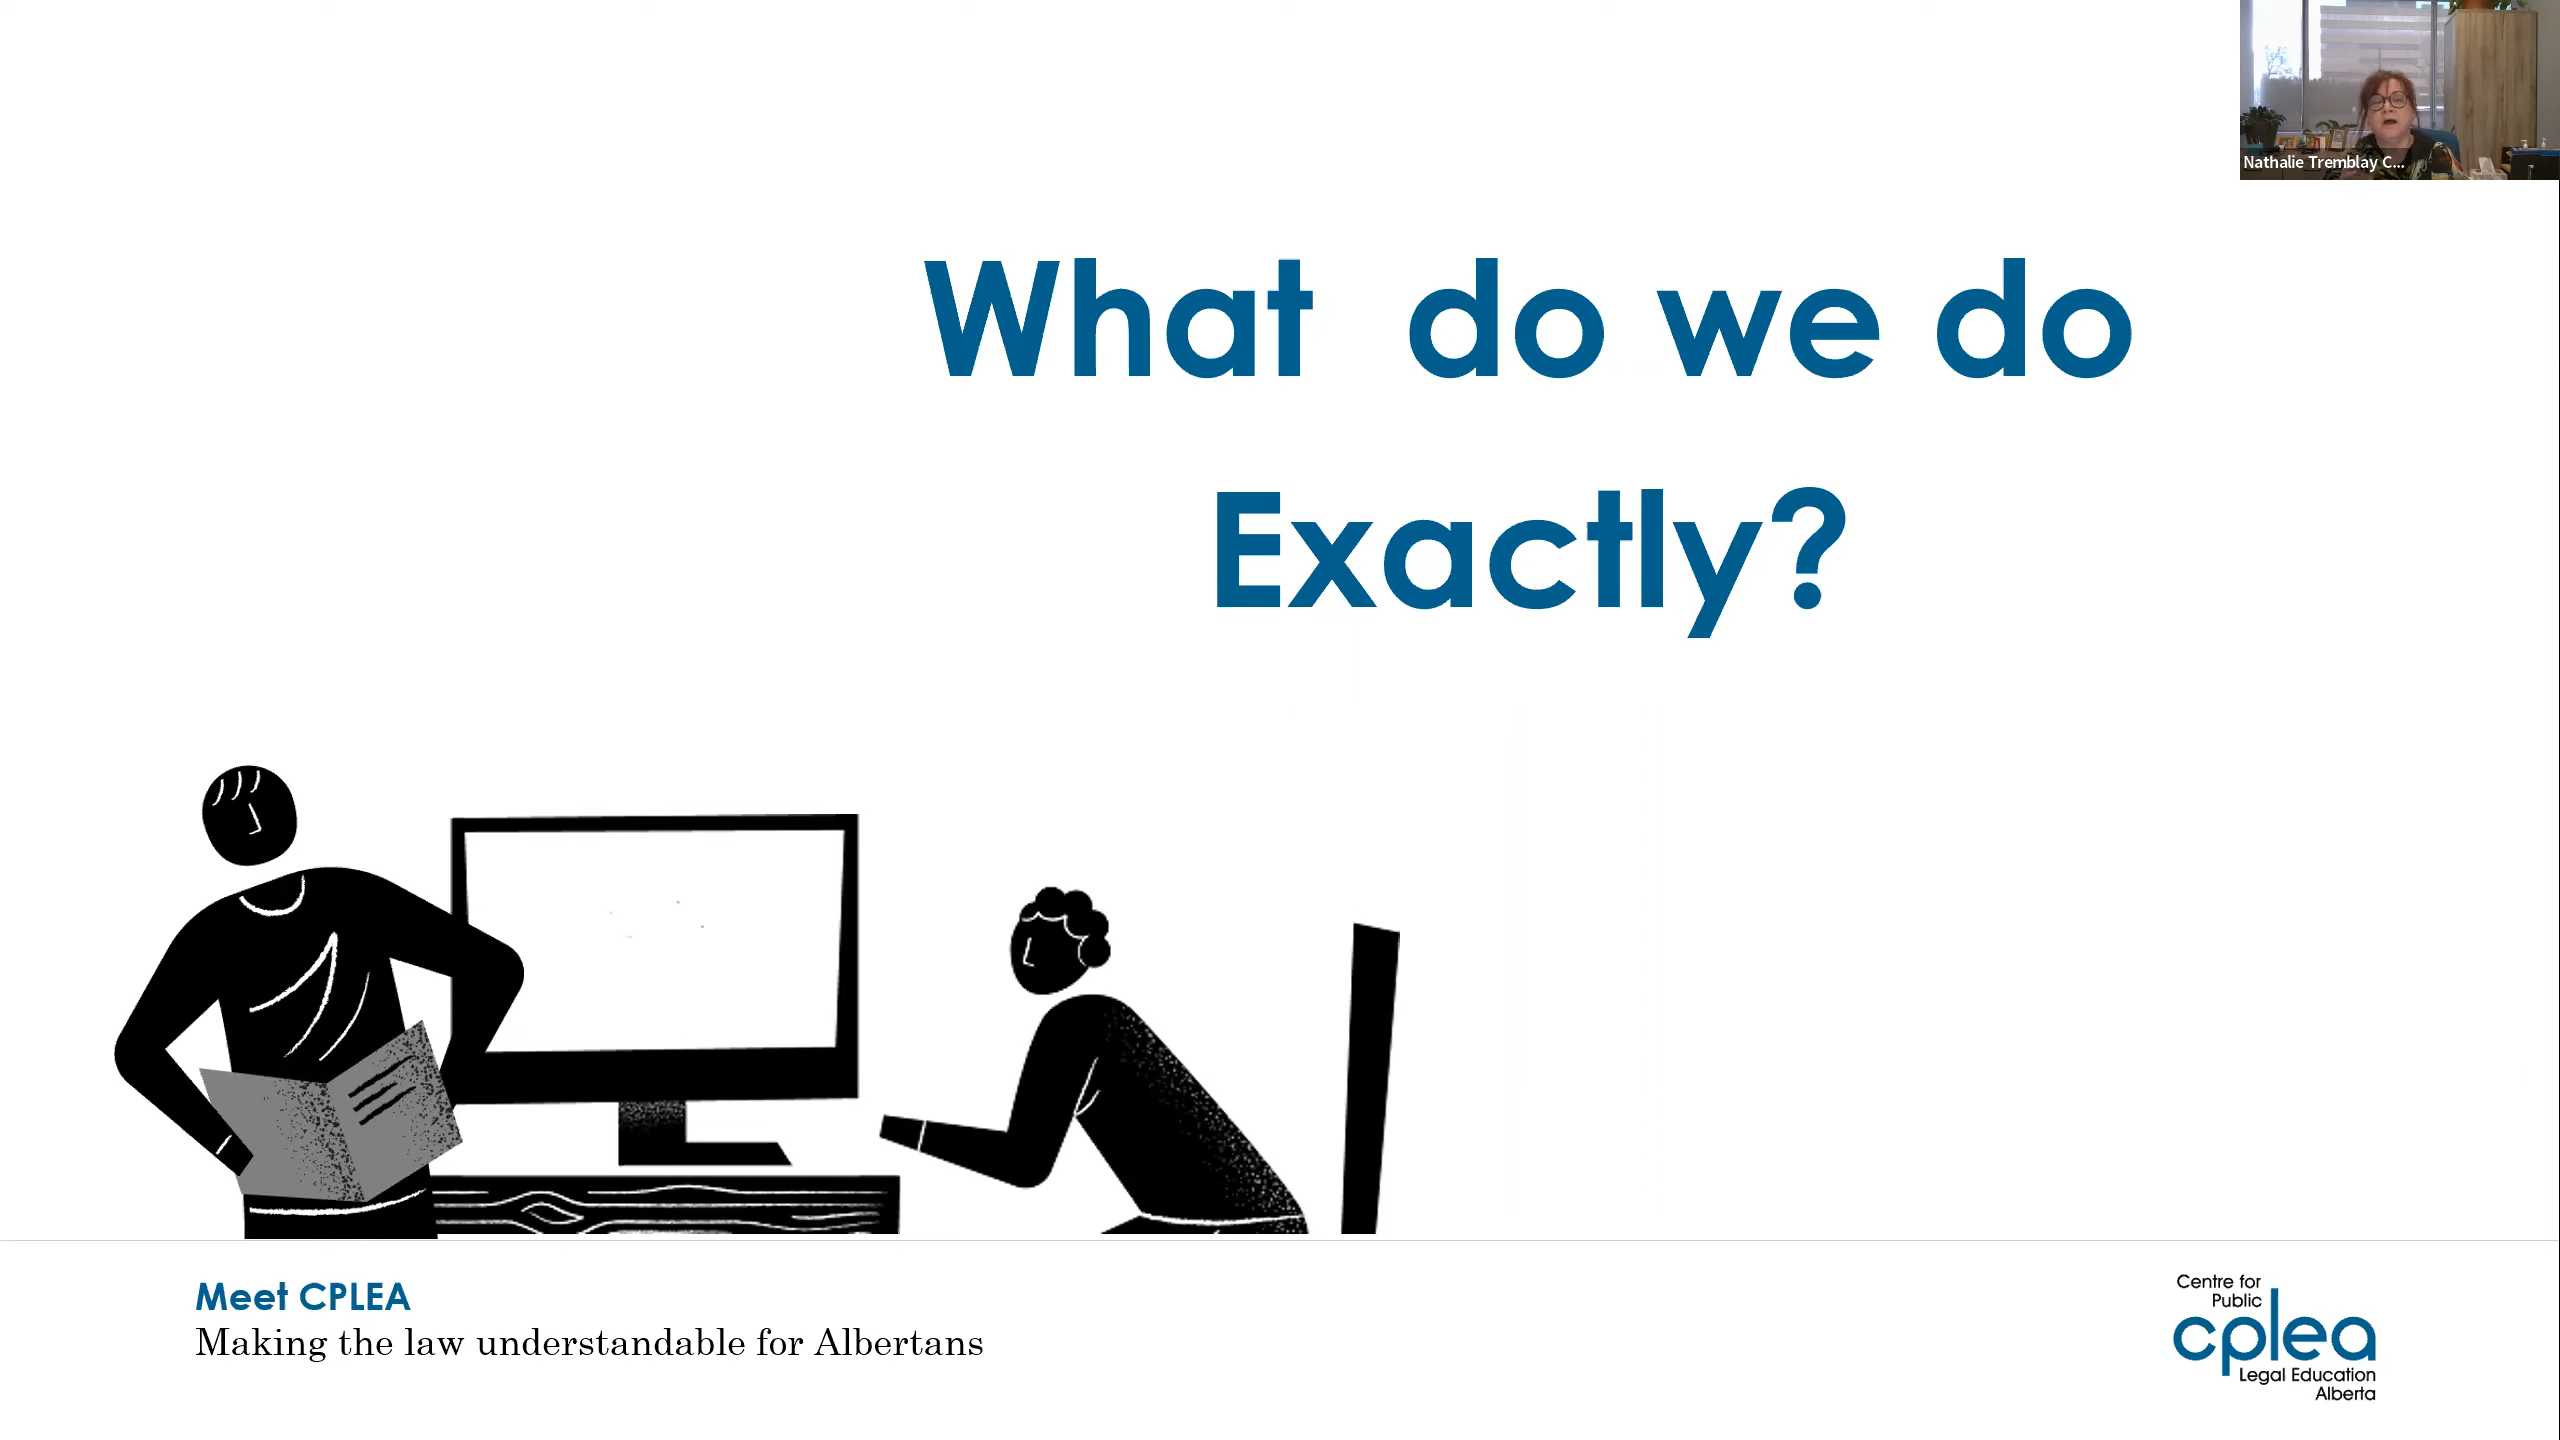 Nathalie Tremblay C...
What do we do
Exactly?
Meet CPLEA
Making the law understandable for Albertans
Centre for
Public
cplea
Legal Education
Alberta